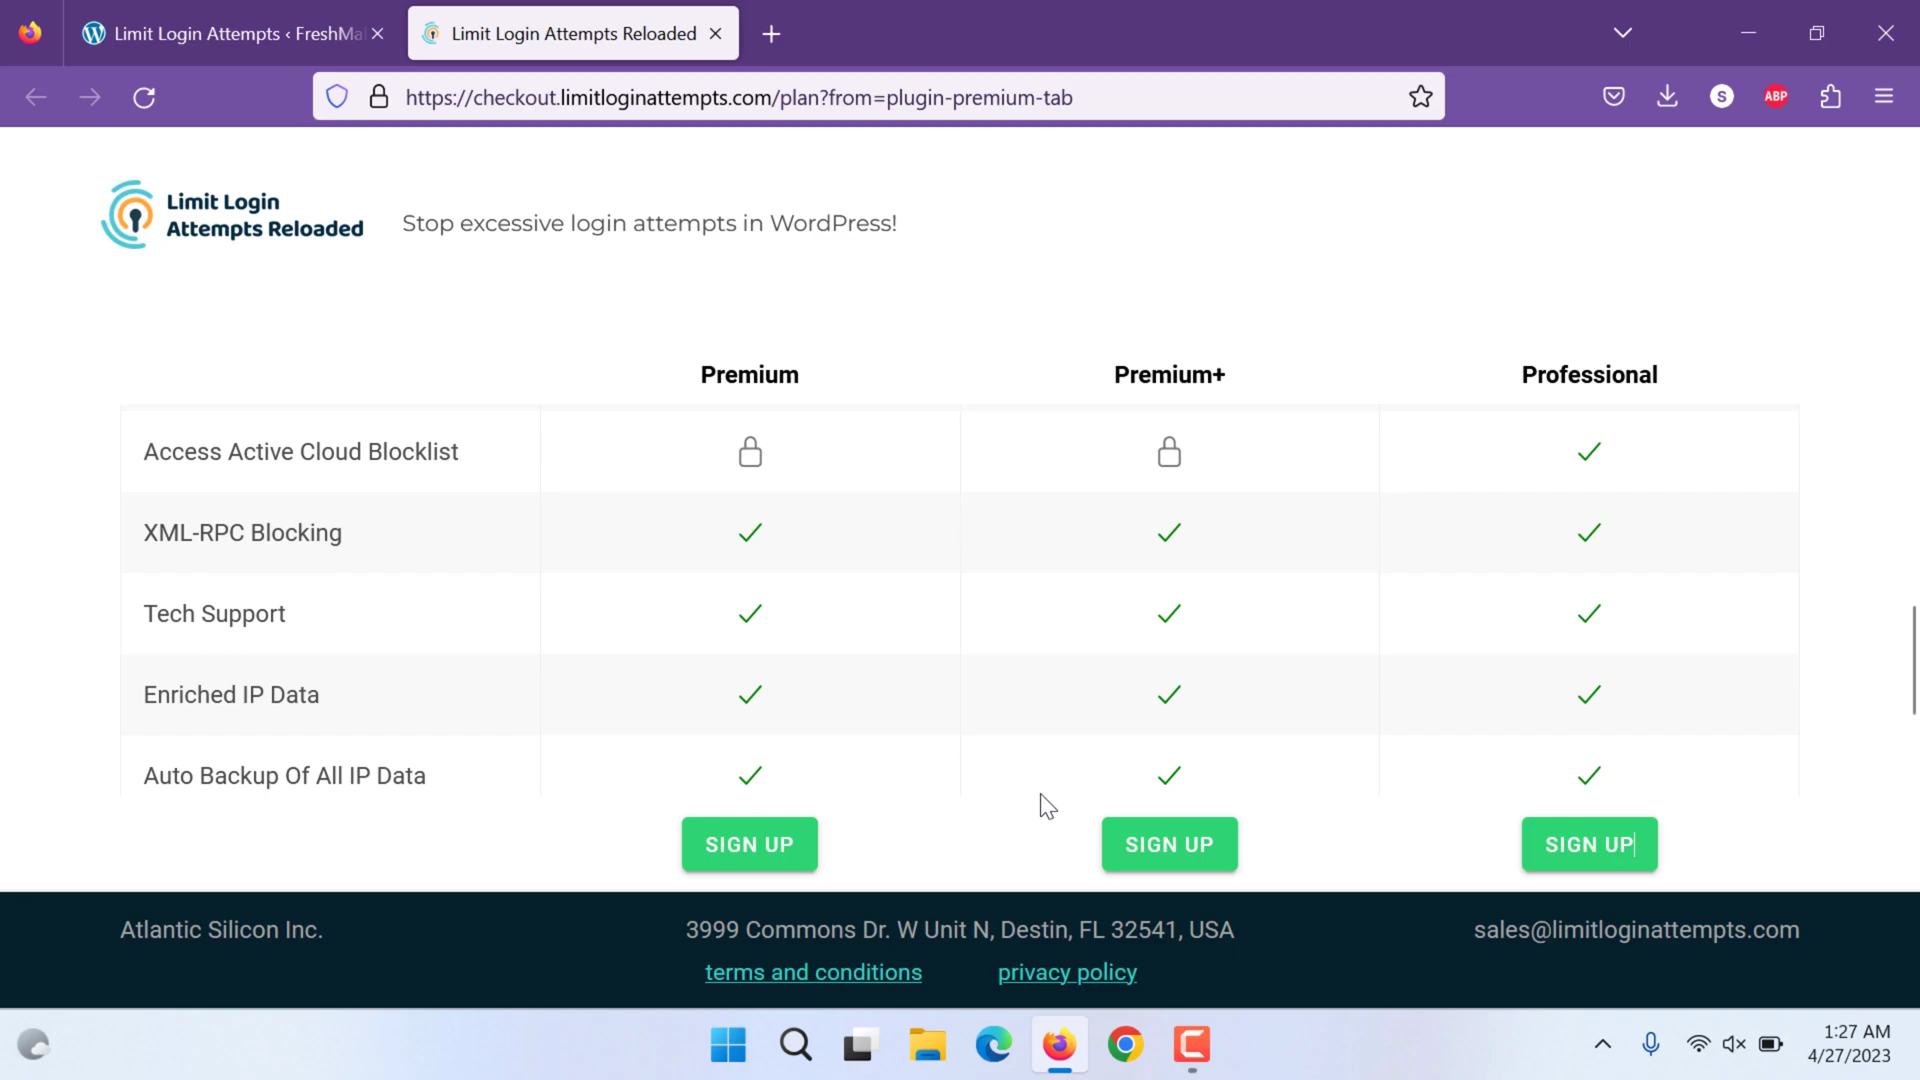 Limit Login Attempts ‹ FreshMa
Limit Login Attempts Reloaded
https://checkout.limitloginattempts.com/plan?from=plugin-premium-tab
S
ABP
Limit Login
Attempts Reloaded
Stop excessive login attempts in WordPress!
Premium
Premium+
Professional
Access Active Cloud Blocklist
XML-RPC Blocking
Tech Support
Enriched IP Data
Auto Backup Of All IP Data
SIGN UP
SIGN UP
SIGN UP
Atlantic Silicon Inc.
3999 Commons Dr. W Unit N, Destin, FL 32541, USA
sales@limitloginattempts.com
terms and conditions
privacy policy
1:27 AM
4/27/2023